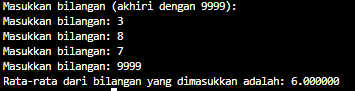 Masukkan bilangan (akhiri dengan 9999):
Masukkan bilangan: 3
Masukkan bilangan: 8
Masukkan bilangan: 7
Masukkan bilangan: 9999
Rata-rata dari bilangan yang dimasukkan adalah: 6.000000